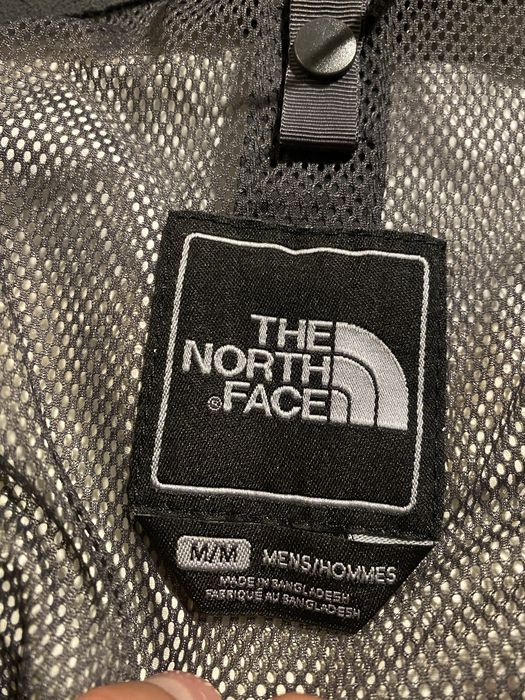 THE
NORTH
®FACE
M/M MENS/HOMMES
MADE IN BANGLADESH
FABRIQUÉ AU BANGLADESH